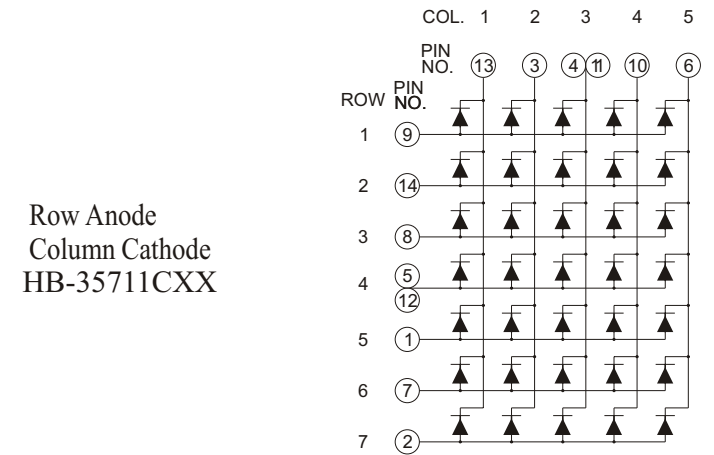 COL. 1 2 3 4 5
PIN
NO. 13 3 4 11 10 6
ROW PIN
NO.
1 9
2 14
Row Anode
3 8
Column Cathode
HB-35711CXX
4 5
12
5 1
6 7
7 2